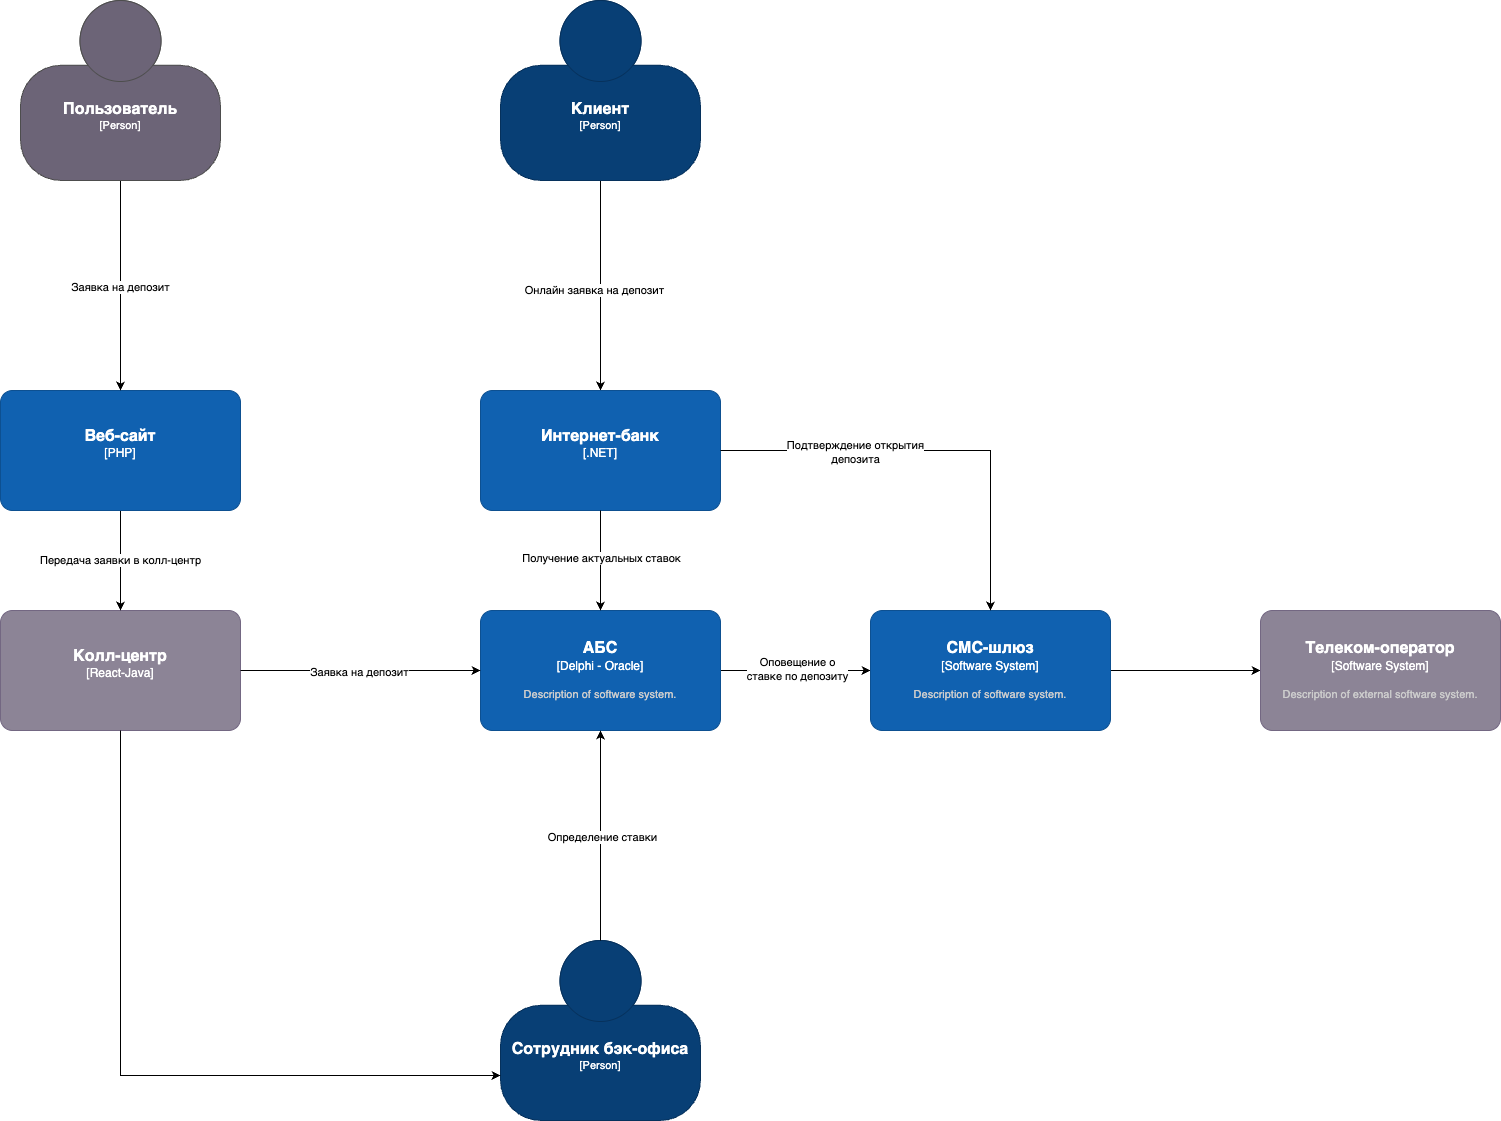 Пользователь
[Person]
Клиент
[Person]
Заявка на депозит
Онлайн заявка на депозит
Веб-сайт
[PHP]
Интернет-банк
[.NET]
Подтверждение открытия
депозита
Передача заявки в колл-центр
Получение актуальных ставок
Колл-центр
[React-Java]
Заявка на депозит
АБС
[Delphi - Oracle]
Description of software system.
Оповещение о
ставке по депозиту
СМС-шлюз
[Software System]
Description of software system.
Телеком-оператор
[Software System]
Description of external software system.
Определение ставки
Сотрудник бэк-офиса
[Person]